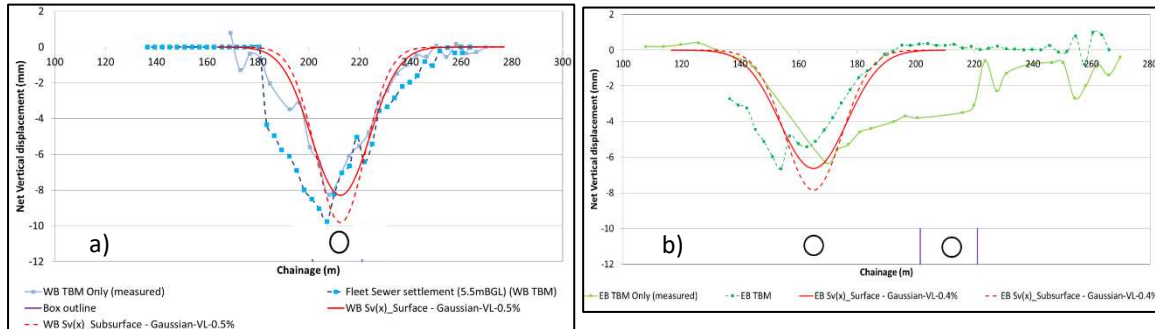 100 120 140 160 180 200 220 240 260 280 300
2
0
-2
-4
-6
-8
-10
-12
Net Vertical displacement (mm)
a)
Chainage (m)
WB TBM Only (measured)
Fleet Sewer settlement (5.5mBGL) (WB TBM)
Box outline
WB Sv(x)_Surface - Gaussian-VL-0.5%
WB Sv(x)_Subsurface - Gaussian-VL-0.5%
2
0
-2
-4
-6
-8
-10
-12
100 120 140 160 180 200 220 240 260 280
Net Vertical displacement (mm)
b)
Chainage (m)
EB TBM Only (measured)
EB TBM
EB Sv(x)_Surface - Gaussian-VL-0.4%
EB Sv(x)_Subsurface - Gaussian-VL-0.4%